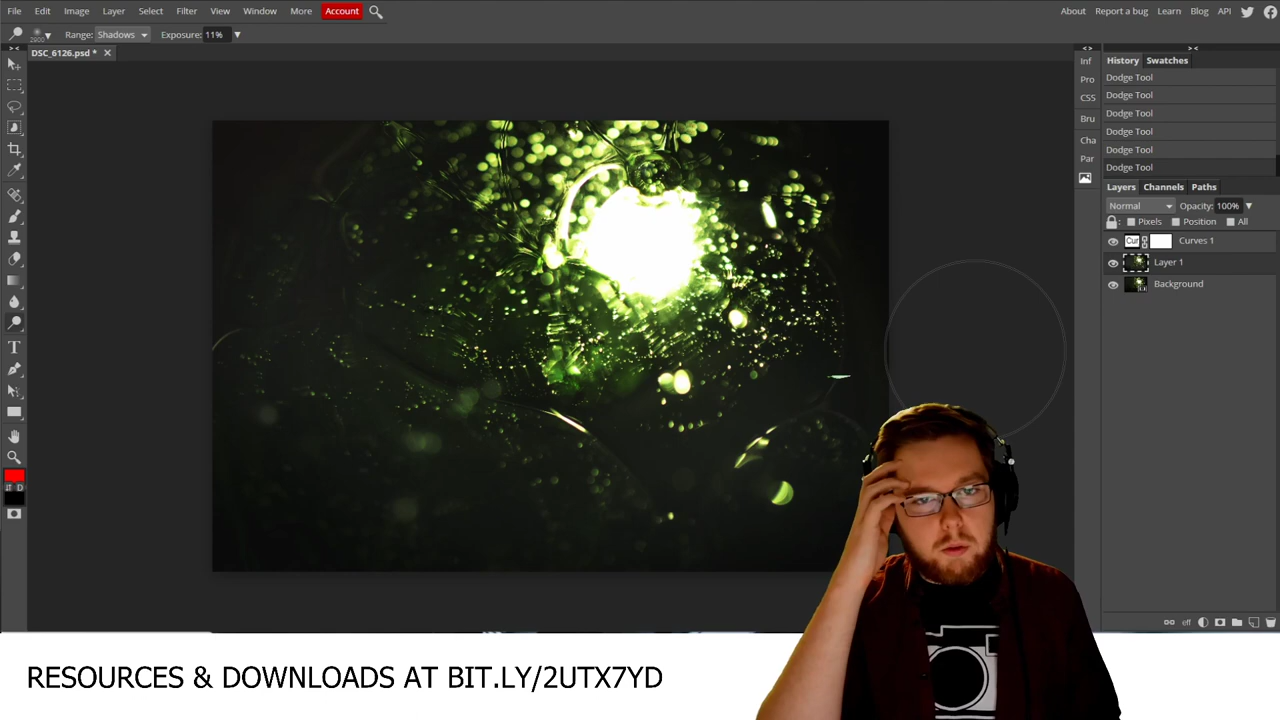 File Edit Image Layer Select Filter View Window More Account About Report a bug Learn Blog API
Range: Shadows Exposure: 11%
DSC_6126.psd *
History Swatches
Inf
Dodge Tool
Pro
Dodge Tool
CSS
Dodge Tool
Bru
Dodge Tool
Cha
Dodge Tool
Par
Dodge Tool
Layers Channels Paths
Normal Opacity: 100%
Pixels Position All
Cur Curves 1
Layer 1
Background
T
D
eff
RESOURCES & DOWNLOADS AT BIT.LY/2UTX7YD